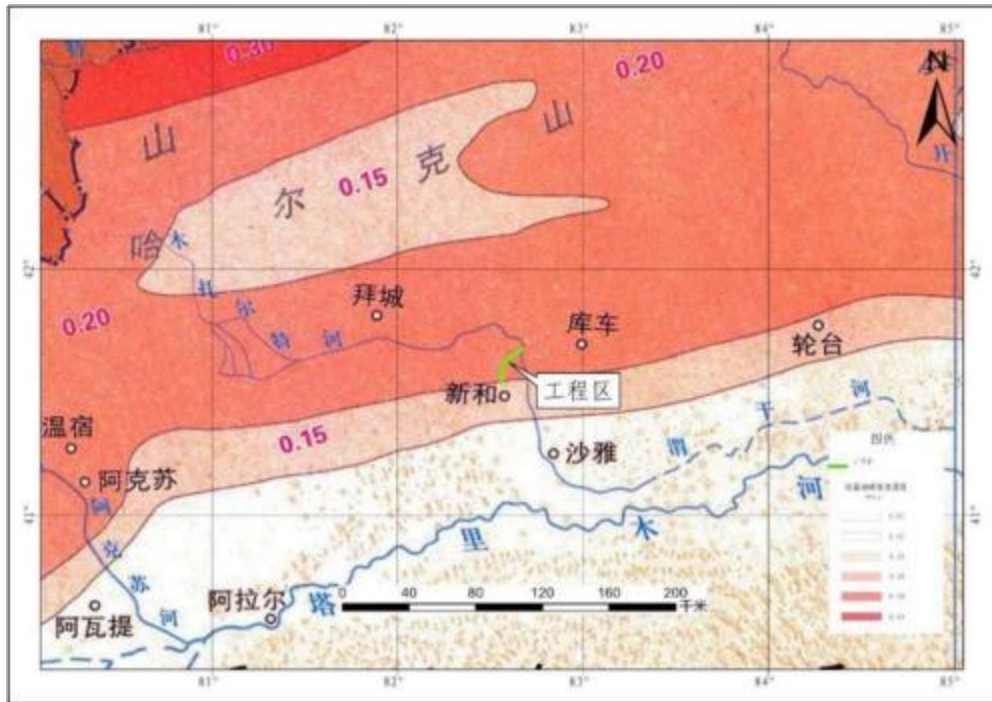 81°
82°
83°
84°
85°
0.30
0.20
N
山
山
克
0.15
尔
哈
木
扎
尔
特
河
开
42°
42°
拜城
0.20
库车
轮台
新和
工程区
温宿
0.15
沙雅
渭
干
河
图例
阿克苏
阿
克
苏
河
41°
41°
塔
里
木
河
阿拉尔
阿瓦提
0 40 80 120 160 200
千米
81°
82°
83°
84°
85°